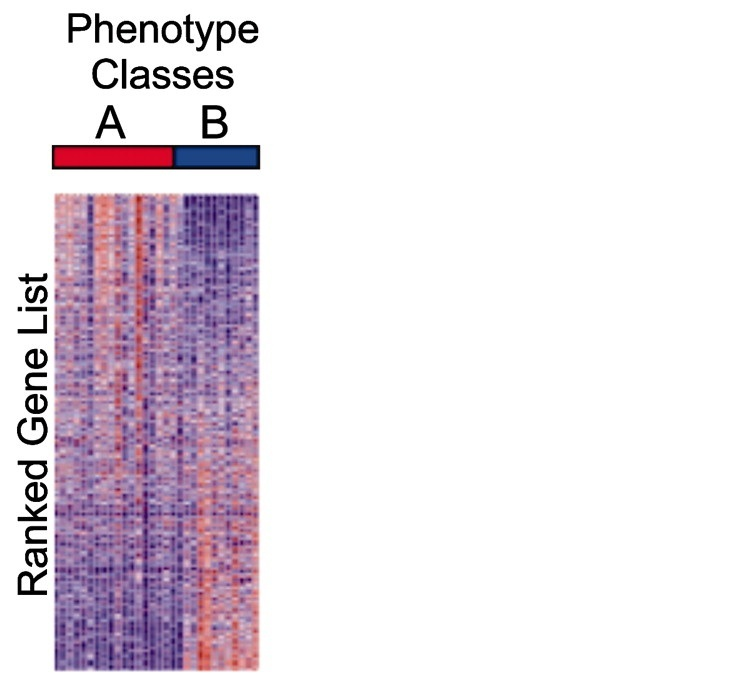 Phenotype
Classes
A B
Ranked Gene List